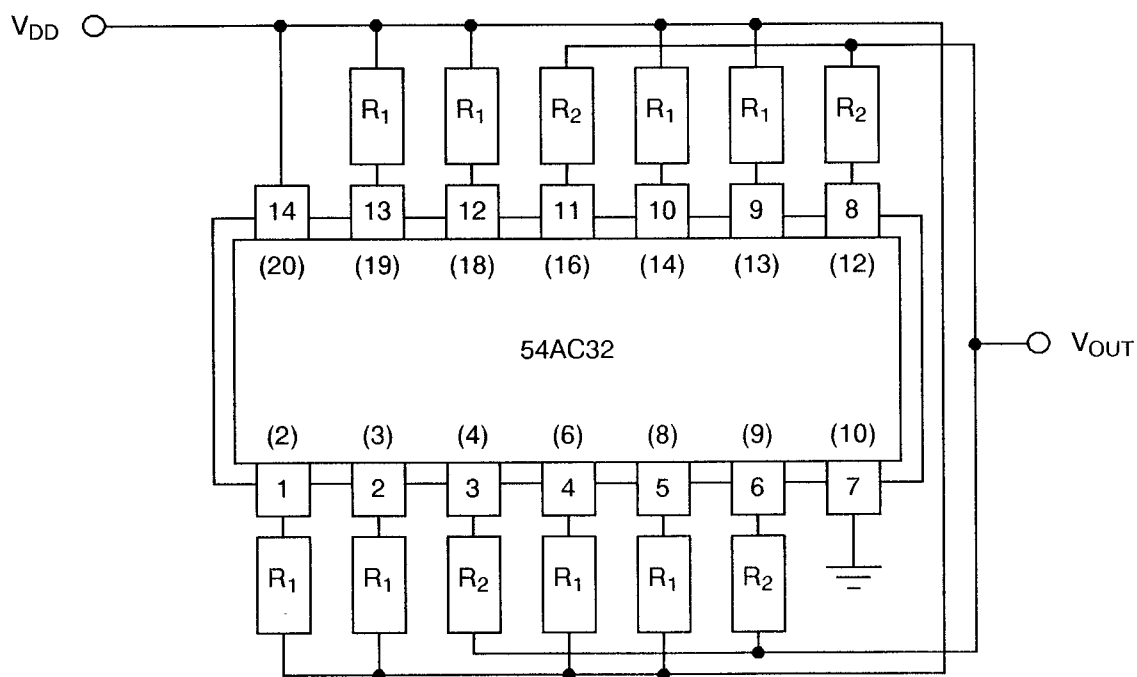 V_DD
R₁ R₁ R₂ R₁ R₁ R₂
14 13 12 11 10 9 8
(20) (19) (18) (16) (14) (13) (12)
54AC32
V_OUT
(2) (3) (4) (6) (8) (9) (10)
1 2 3 4 5 6 7
R₁ R₁ R₂ R₁ R₁ R₂